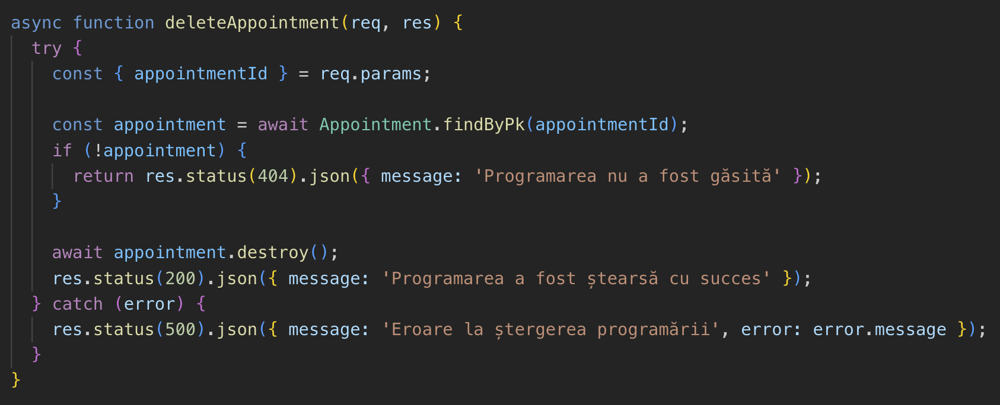 async function deleteAppointment(req, res) {
  try {
    const { appointmentId } = req.params;

    const appointment = await Appointment.findByPk(appointmentId);
    if (!appointment) {
      return res.status(404).json({ message: 'Programarea nu a fost găsită' });
    }

    await appointment.destroy();
    res.status(200).json({ message: 'Programarea a fost ștearsă cu succes' });
  } catch (error) {
    res.status(500).json({ message: 'Eroare la ștergerea programării', error: error.message });
  }
}